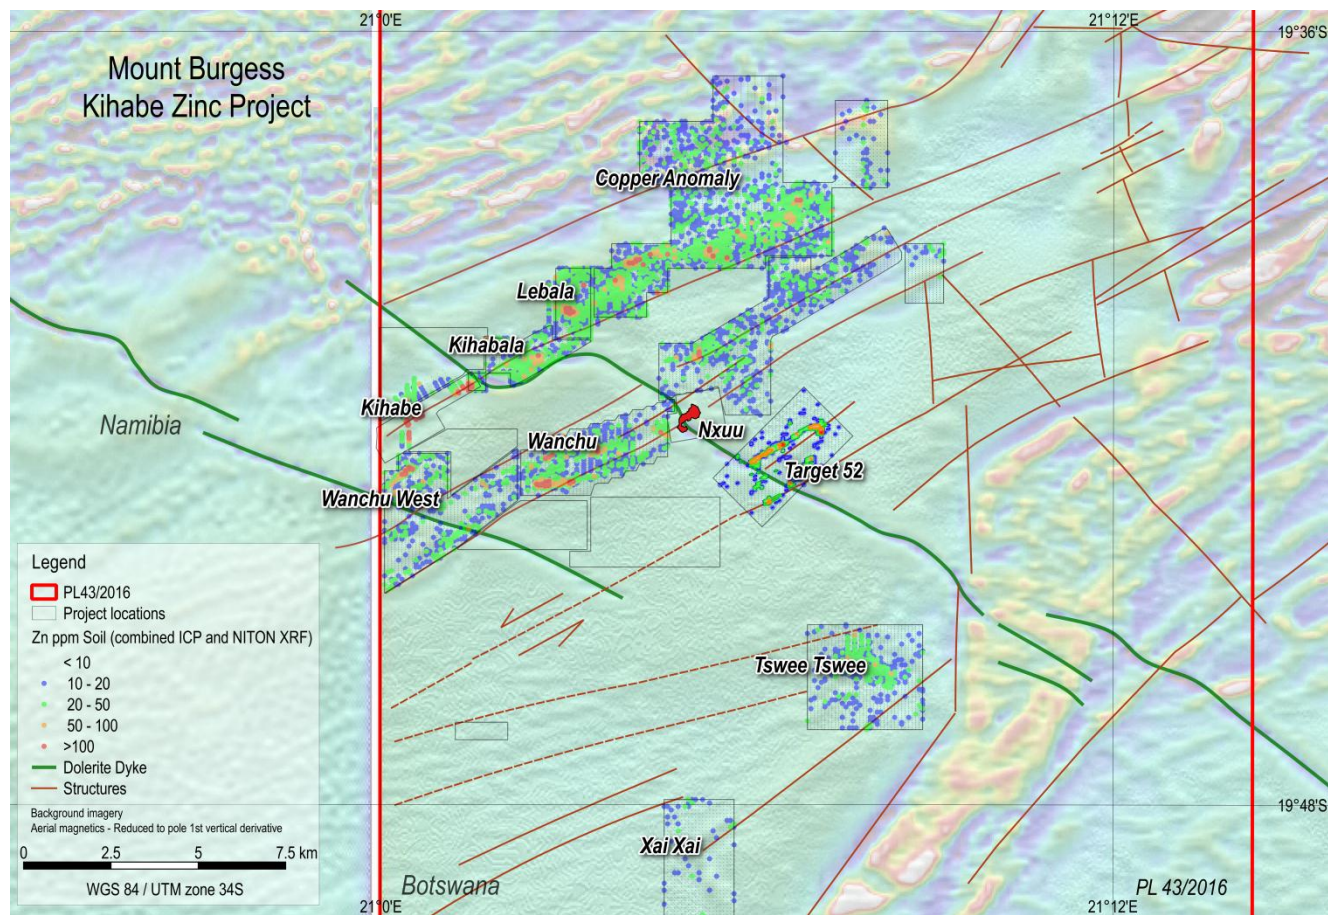 21°0'E
21°12'E
19°36'S
Mount Burgess
Kihabe Zinc Project
Copper Anomaly
Lebala
Kihabala
Kihabe
Namibia
Wanchu
Nxuu
Target 52
Wanchu West
Legend
PL43/2016
Project locations
Zn ppm Soil (combined ICP and NITON XRF)
< 10
10 - 20
20 - 50
50 - 100
>100
Dolerite Dyke
Structures
Background imagery
Aerial magnetics - Reduced to pole 1st vertical derivative
0 2.5 5 7.5 km
WGS 84 / UTM zone 34S
Tswee Tswee
19°48'S
Xai Xai
Botswana
PL 43/2016
21°0'E
21°12'E